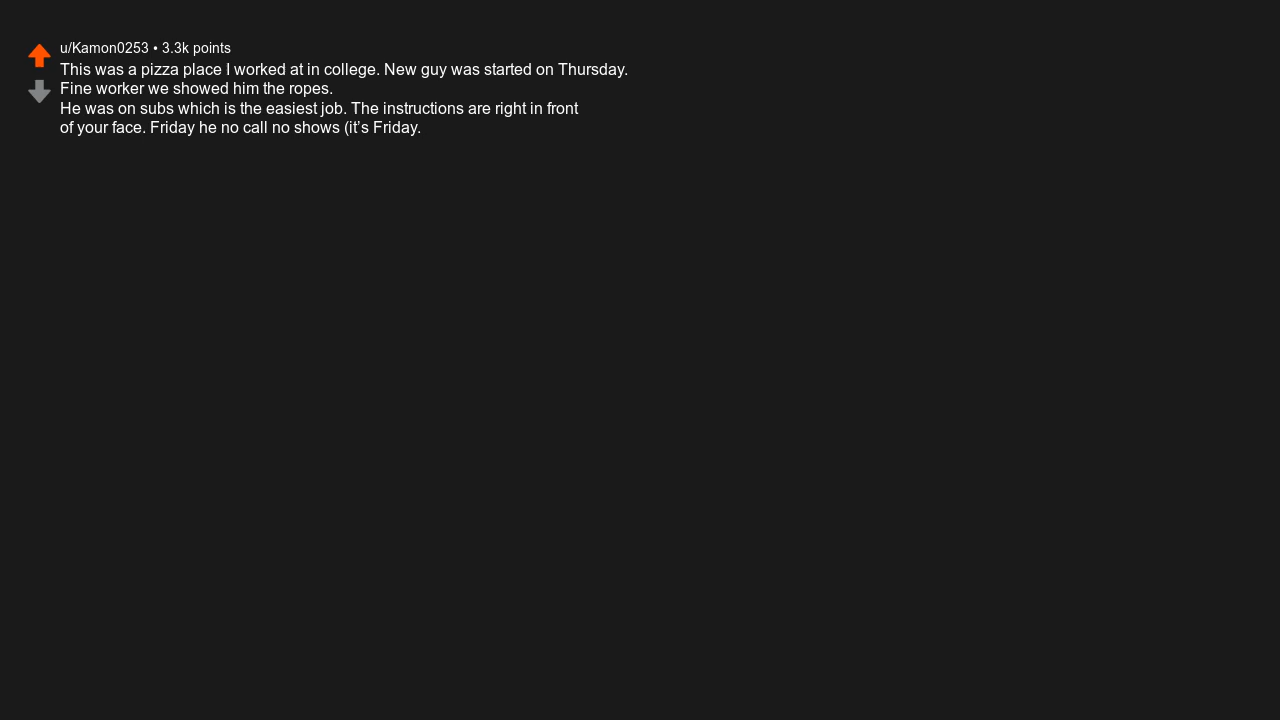 u/Kamon0253 • 3.3k points
This was a pizza place I worked at in college. New guy was started on Thursday.
Fine worker we showed him the ropes.
He was on subs which is the easiest job. The instructions are right in front
of your face. Friday he no call no shows (it’s Friday.